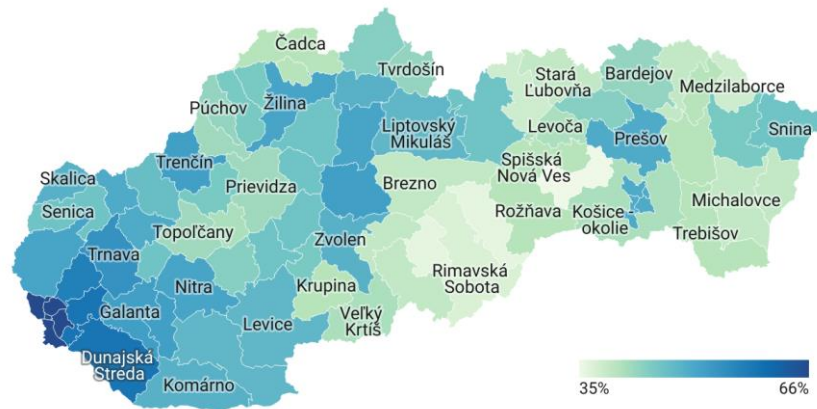 Čadca
Tvrdošín
Stará
Ľubovňa
Bardejov
Medzilaborce
Púchov
Žilina
Liptovský
Mikuláš
Levoča
Prešov
Snina
Trenčín
Spišská
Nová Ves
Skalica
Prievidza
Brezno
Michalovce
Senica
Rožňava
Košice -
okolie
Topoľčany
Zvolen
Trebišov
Trnava
Rimavská
Sobota
Nitra
Krupina
Galanta
Levice
Veľký
Krtíš
Dunajská
Streda
Komárno
35%
66%